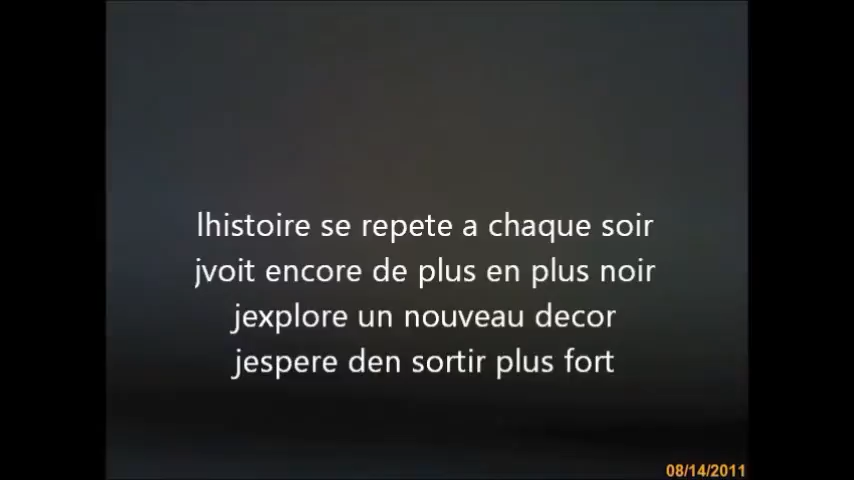 lhistoire se repete a chaque soir
jvoit encore de plus en plus noir
jexplore un nouveau decor
jespere den sortir plus fort
08/14/2011